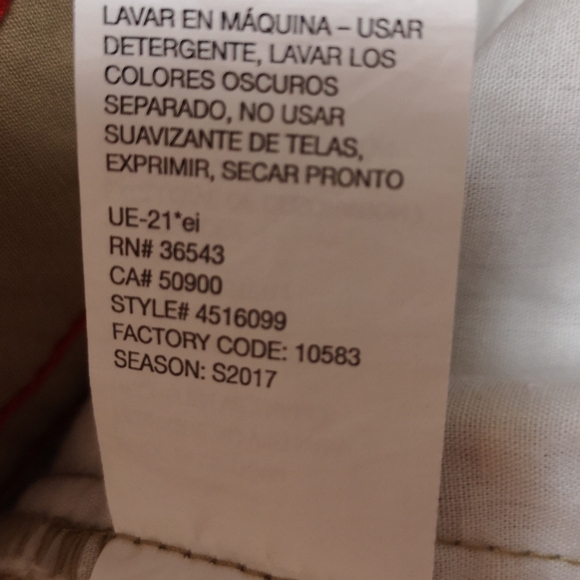 LAVAR EN MÁQUINA – USAR
DETERGENTE, LAVAR LOS
COLORES OSCUROS
SEPARADO, NO USAR
SUAVIZANTE DE TELAS,
EXPRIMIR, SECAR PRONTO
UE-21*ei
RN# 36543
CA# 50900
STYLE# 4516099
FACTORY CODE: 10583
SEASON: S2017